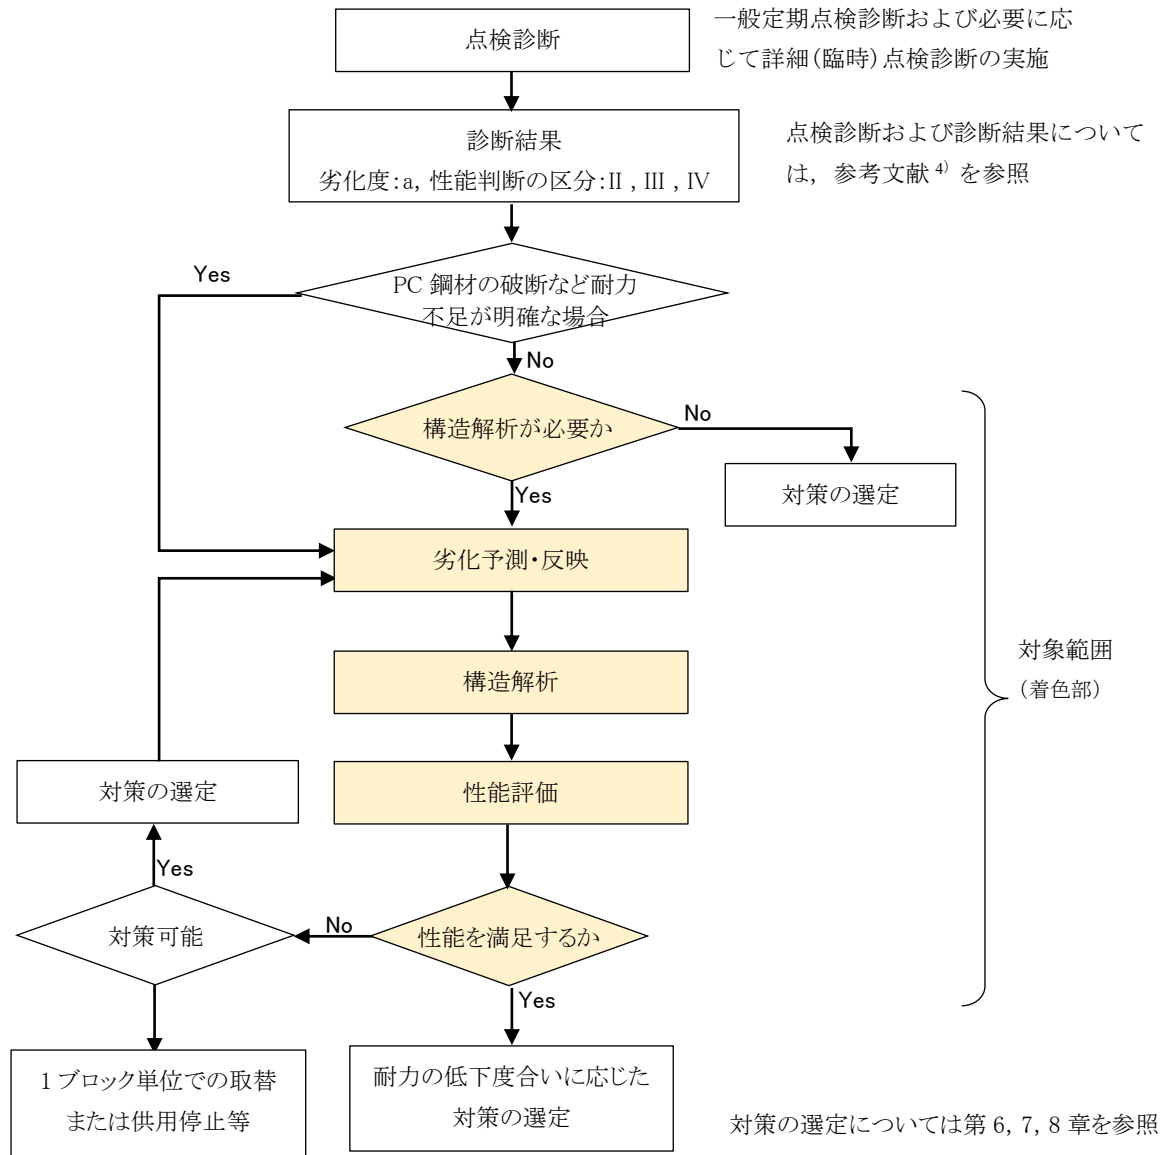 点検診断
一般定期点検診断および必要に応
じて詳細(臨時)点検診断の実施
診断結果
劣化度:a, 性能判断の区分:II , III , IV
点検診断および診断結果について
は, 参考文献4) を参照
PC 鋼材の破断など耐力
不足が明確な場合
Yes
No
構造解析が必要か
No
対策の選定
Yes
劣化予測・反映
構造解析
対象範囲
(着色部)
対策の選定
性能評価
Yes
対策可能
No
性能を満足するか
Yes
1 ブロック単位での取替
または供用停止等
耐力の低下度合いに応じた
対策の選定
対策の選定については第 6, 7, 8 章を参照